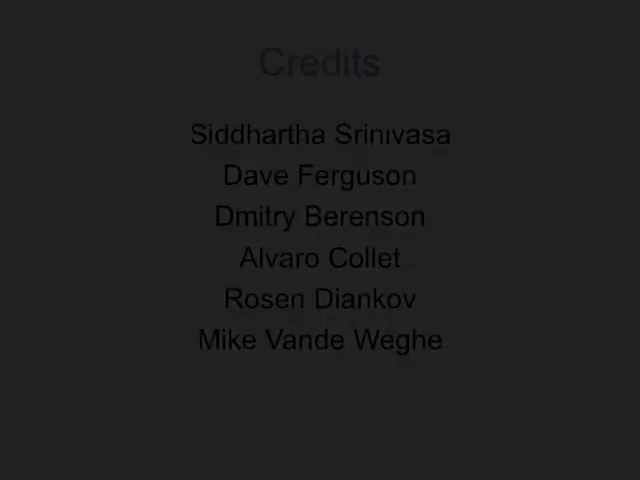 Credits
Siddhartha Srinivasa
Dave Ferguson
Dmitry Berenson
Alvaro Collet
Rosen Diankov
Mike Vande Weghe